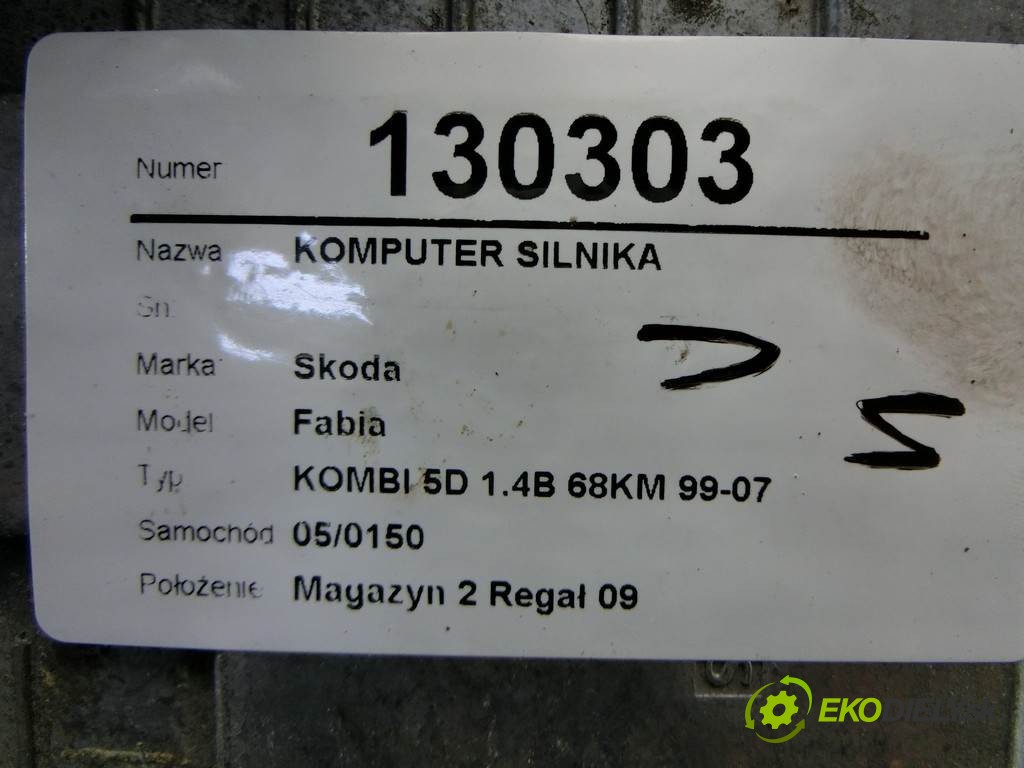 Numer 130303
Nazwa KOMPUTER SILNIKA
Sn.
Marka Skoda
Model Fabia
Typ KOMBI 5D 1.4B 68KM 99-07
Samochód 05/0150
Położenie Magazyn 2 Regał 09
EKO